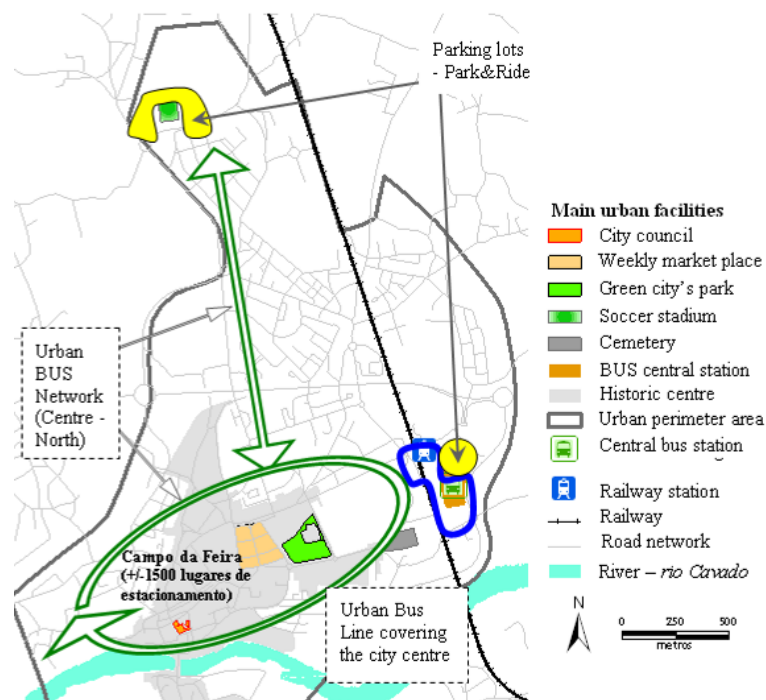 Parking lots
- Park&Ride
Urban
BUS
Network
(Centre -
North)
Campo da Feira
(+/-1500 lugares de
estacionamento)
Urban Bus
Line covering
the city centre
Main urban facilities
City council
Weekly market place
Green city's park
Soccer stadium
Cemetery
BUS central station
Historic centre
Urban perimeter area
Central bus station
Railway station
Railway
Road network
River – rio Cavado
N
0 250 500
metros